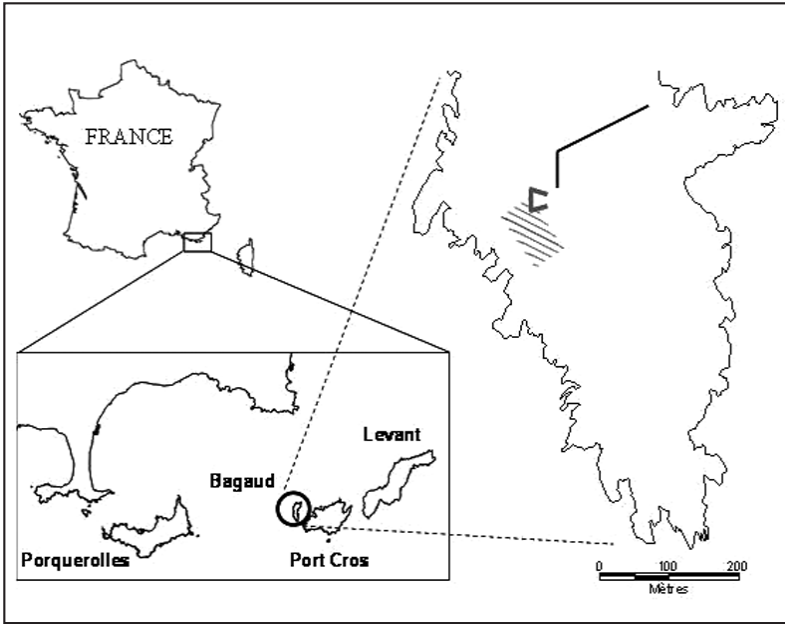 FRANCE
Levant
Bagaud
Porquerolles
Port Cros
0 100 200
Mètres